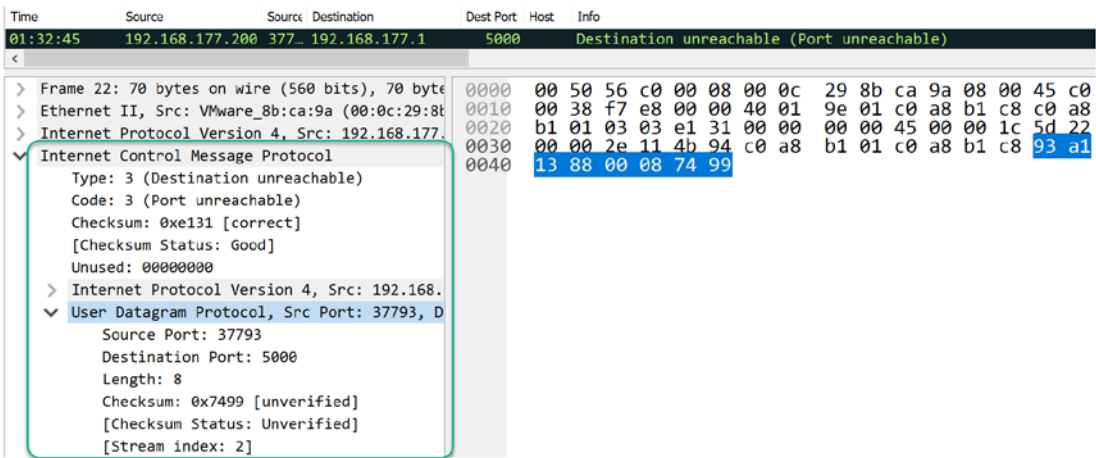 Time Source Source Destination Dest Port Host Info
01:32:45 192.168.177.200 377… 192.168.177.1 5000 Destination unreachable (Port unreachable)
Frame 22: 70 bytes on wire (560 bits), 70 byte
Ethernet II, Src: VMware_8b:ca:9a (00:0c:29:8b
Internet Protocol Version 4, Src: 192.168.177.
Internet Control Message Protocol
Type: 3 (Destination unreachable)
Code: 3 (Port unreachable)
Checksum: 0xe131 [correct]
[Checksum Status: Good]
Unused: 00000000
Internet Protocol Version 4, Src: 192.168.
User Datagram Protocol, Src Port: 37793, D
Source Port: 37793
Destination Port: 5000
Length: 8
Checksum: 0x7499 [unverified]
[Checksum Status: Unverified]
[Stream index: 2]
0000 00 50 56 c0 00 08 00 0c 29 8b ca 9a 08 00 45 c0
0010 00 38 f7 e8 00 00 40 01 9e 01 c0 a8 b1 c8 c0 a8
0020 b1 01 03 03 e1 31 00 00 00 00 45 00 00 1c 5d 22
0030 00 00 2e 11 4b 94 c0 a8 b1 01 c0 a8 b1 c8 93 a1
0040 13 88 00 08 74 99